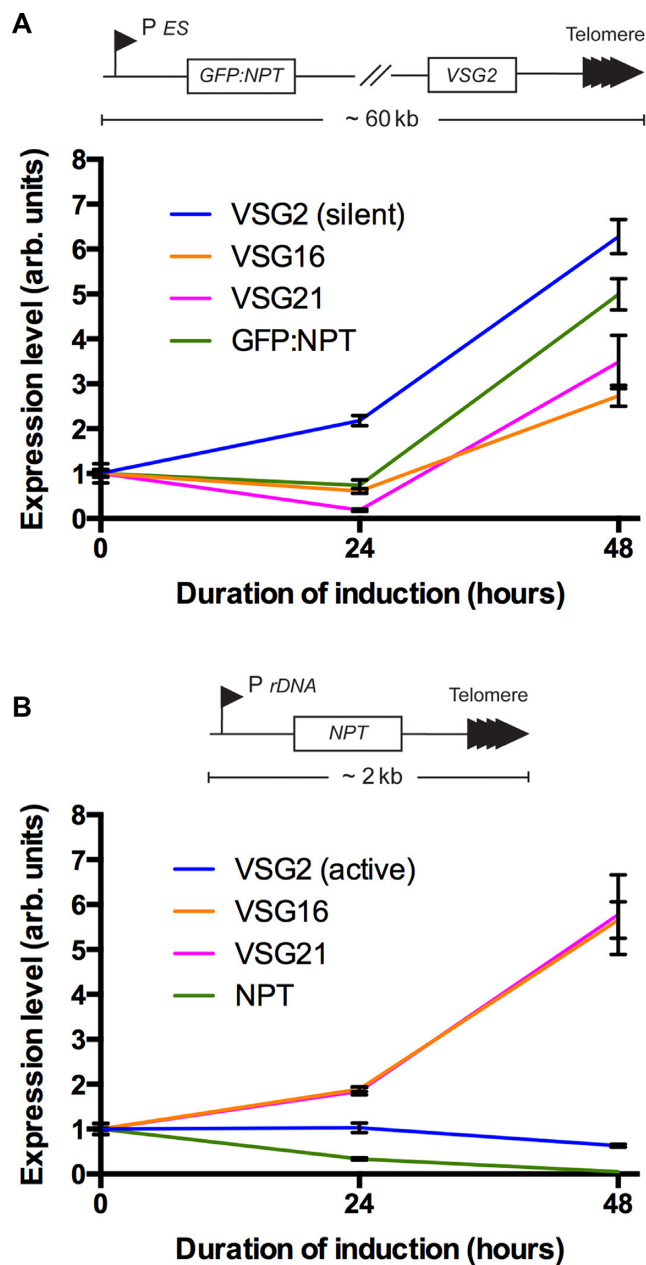 A
P ES
Telomere
GFP:NPT
VSG2
~ 60 kb
8
7
6
5
4
3
2
1
0
Expression level (arb. units)
VSG2 (silent)
VSG16
VSG21
GFP:NPT
0
24
48
Duration of induction (hours)
B
P rDNA
Telomere
NPT
~ 2 kb
8
7
6
5
4
3
2
1
0
Expression level (arb. units)
VSG2 (active)
VSG16
VSG21
NPT
0
24
48
Duration of induction (hours)